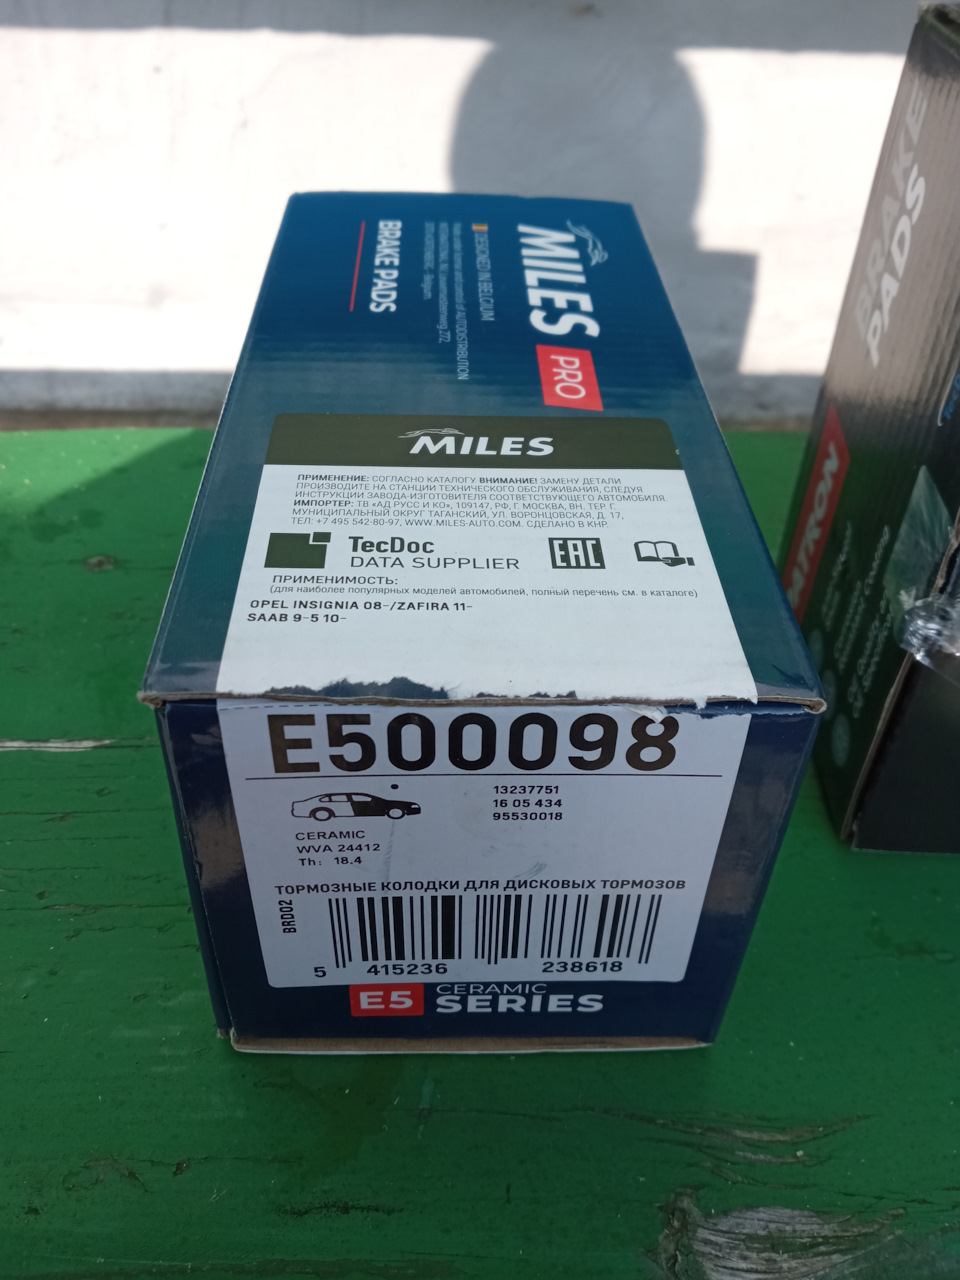 MILES PRO
DESIGNED IN BELGIUM
BRAKE PADS
MILES
ПРИМЕНЕНИЕ: СОГЛАСНО КАТАЛОГУ ВНИМАНИЕ! ЗАМЕНУ ДЕТАЛИ
ПРОИЗВОДИТЕ НА СТАНЦИИ ТЕХНИЧЕСКОГО ОБСЛУЖИВАНИЯ, СЛЕДУЯ
ИНСТРУКЦИИ ЗАВОДА-ИЗГОТОВИТЕЛЯ СООТВЕТСТВУЮЩЕГО АВТОМОБИЛЯ.
ИМПОРТЕР: ТВ «АД РУСС И КО», 109147, РФ, Г. МОСКВА, ВН. ТЕР. Г.
МУНИЦИПАЛЬНЫЙ ОКРУГ ТАГАНСКИЙ, УЛ. ВОРОНЦОВСКАЯ, Д. 17,
ТЕЛ: +7 495 542-80-97, WWW.MILES-AUTO.COM. СДЕЛАНО В КНР.
TecDoc
DATA SUPPLIER
EAC
ПРИМЕНИМОСТЬ:
(для наиболее популярных моделей автомобилей, полный перечень см. в каталоге)
OPEL INSIGNIA 08-/ZAFIRA 11-
SAAB 9-5 10-
E500098
13237751
16 05 434
95530018
CERAMIC
WVA 24412
Th: 18.4
ТОРМОЗНЫЕ КОЛОДКИ ДЛЯ ДИСКОВЫХ ТОРМОЗОВ
BRD02
5 415236 238618
E5 CERAMIC
SERIES
BRAKE
PADS